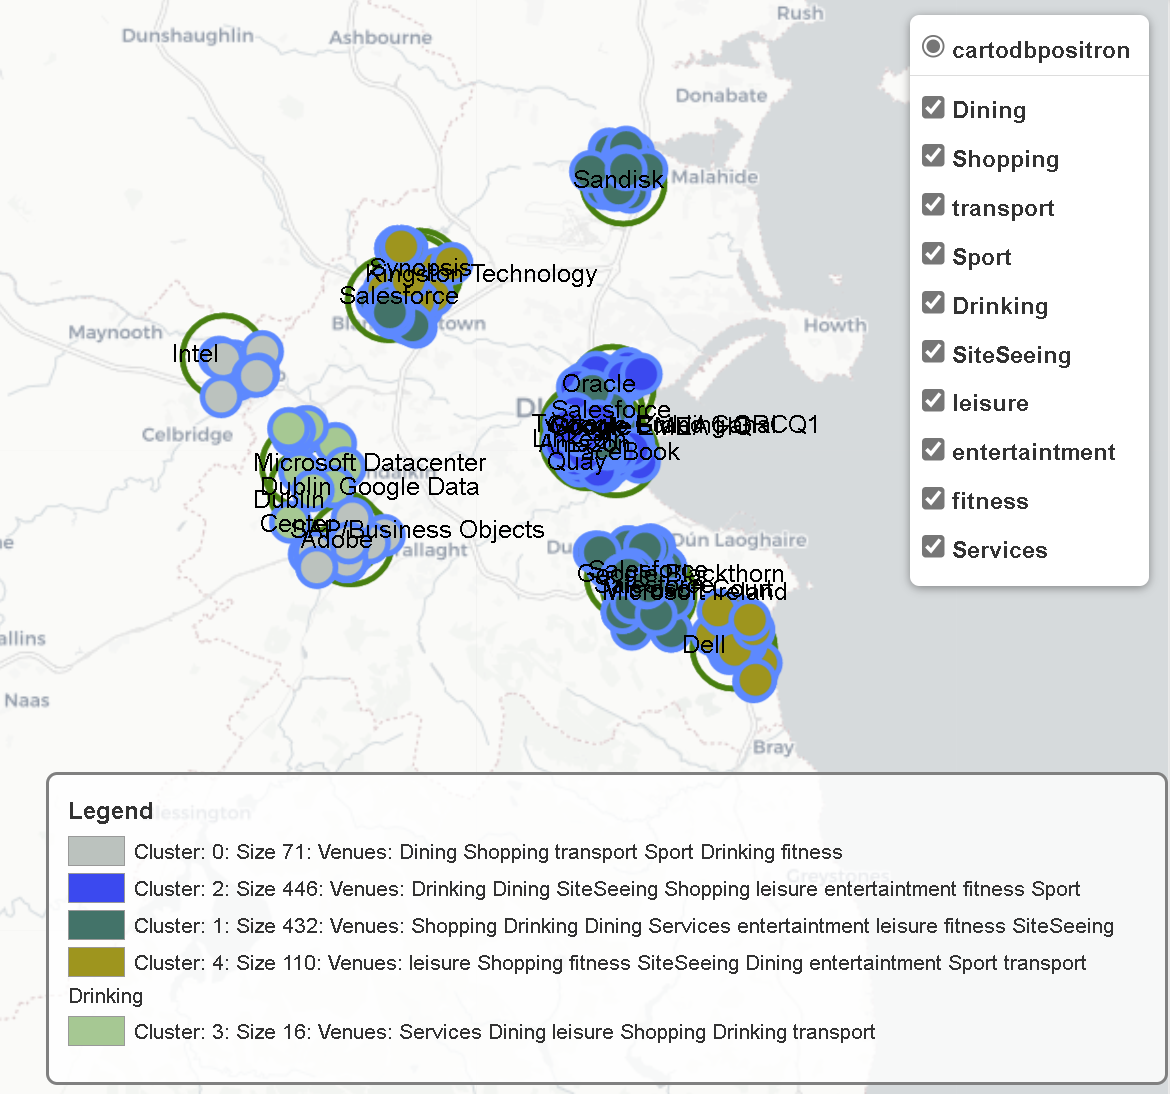 Rush
Dunshaughlin
Ashbourne
cartodbpositron
Donabate
Dining
Shopping
transport
Sport
Drinking
SiteSeeing
leisure
entertaintment
fitness
Services
Sandisk
Malahide
Synopsis
Kingston Technology
Salesforce
Maynooth
Howth
Intel
Celbridge
Oracle
Salesforce
FaceBook
Quay
Microsoft Datacenter
Dublin Google Data
Dublin
Center
SAP/Business Objects
Adobe
Dún Laoghaire
Salesforce
Google Blackthorn
Microsoft Ireland
Dell
Naas
Bray
Legend
Cluster: 0: Size 71: Venues: Dining Shopping transport Sport Drinking fitness
Cluster: 2: Size 446: Venues: Drinking Dining SiteSeeing Shopping leisure entertaintment fitness Sport
Cluster: 1: Size 432: Venues: Shopping Drinking Dining Services entertaintment leisure fitness SiteSeeing
Cluster: 4: Size 110: Venues: leisure Shopping fitness SiteSeeing Dining entertaintment Sport transport
Drinking
Cluster: 3: Size 16: Venues: Services Dining leisure Shopping Drinking transport
Greystones